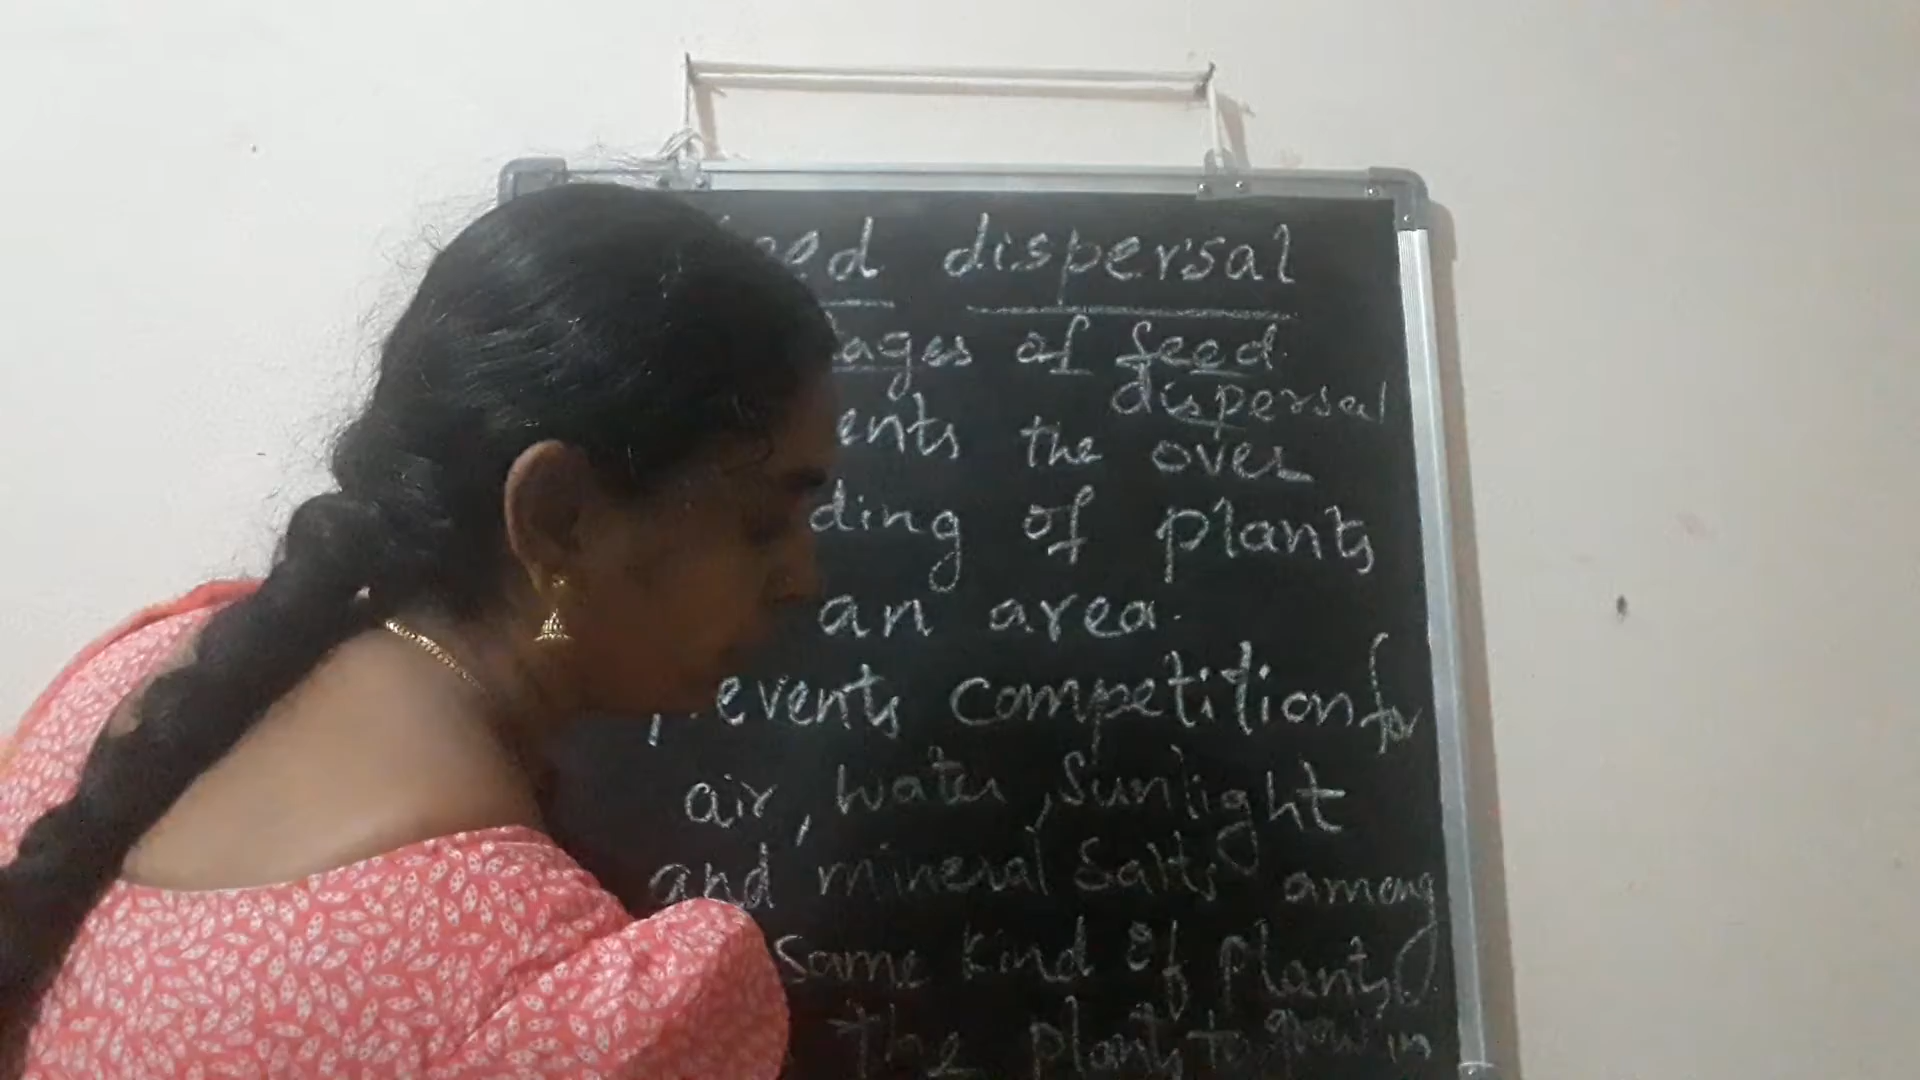 eed dispersal
ages of seed
dispersal
ents the over
ding of plants
an area.
events competition for
air, water, sunlight
and mineral salts among
same kind of plants.
the plants to grow in